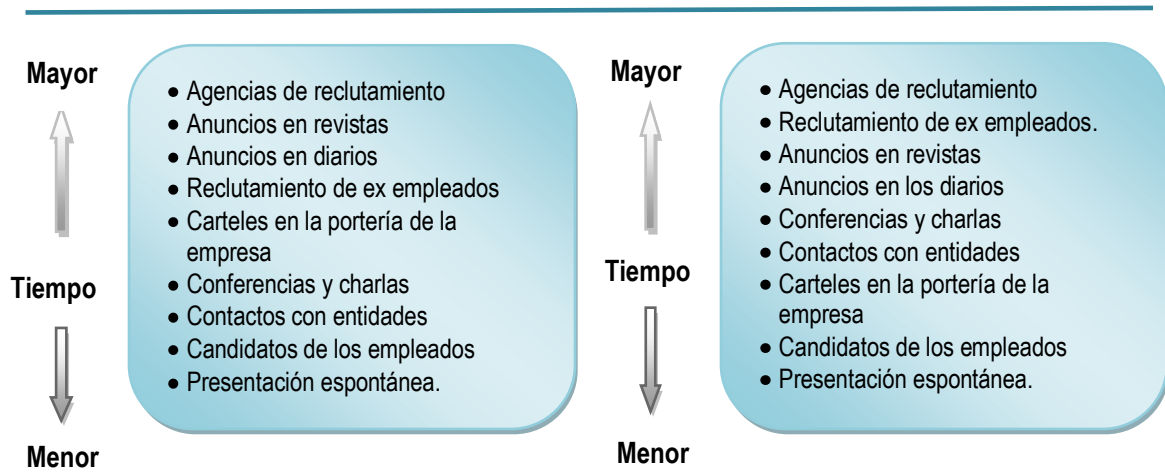 Mayor
• Agencias de reclutamiento
• Anuncios en revistas
• Anuncios en diarios
• Reclutamiento de ex empleados
• Carteles en la portería de la
empresa
Tiempo
• Conferencias y charlas
• Contactos con entidades
• Candidatos de los empleados
• Presentación espontánea.
Menor
Mayor
• Agencias de reclutamiento
• Reclutamiento de ex empleados.
• Anuncios en revistas
• Anuncios en los diarios
• Conferencias y charlas
• Contactos con entidades
Tiempo
• Carteles en la portería de la
empresa
• Candidatos de los empleados
• Presentación espontánea.
Menor